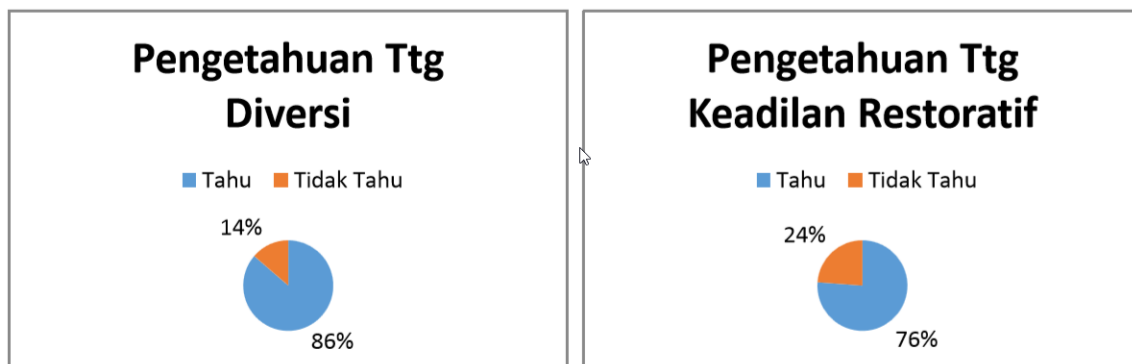 Pengetahuan Ttg
Diversi
Tahu Tidak Tahu
14%
86%
Pengetahuan Ttg
Keadilan Restoratif
Tahu Tidak Tahu
24%
76%